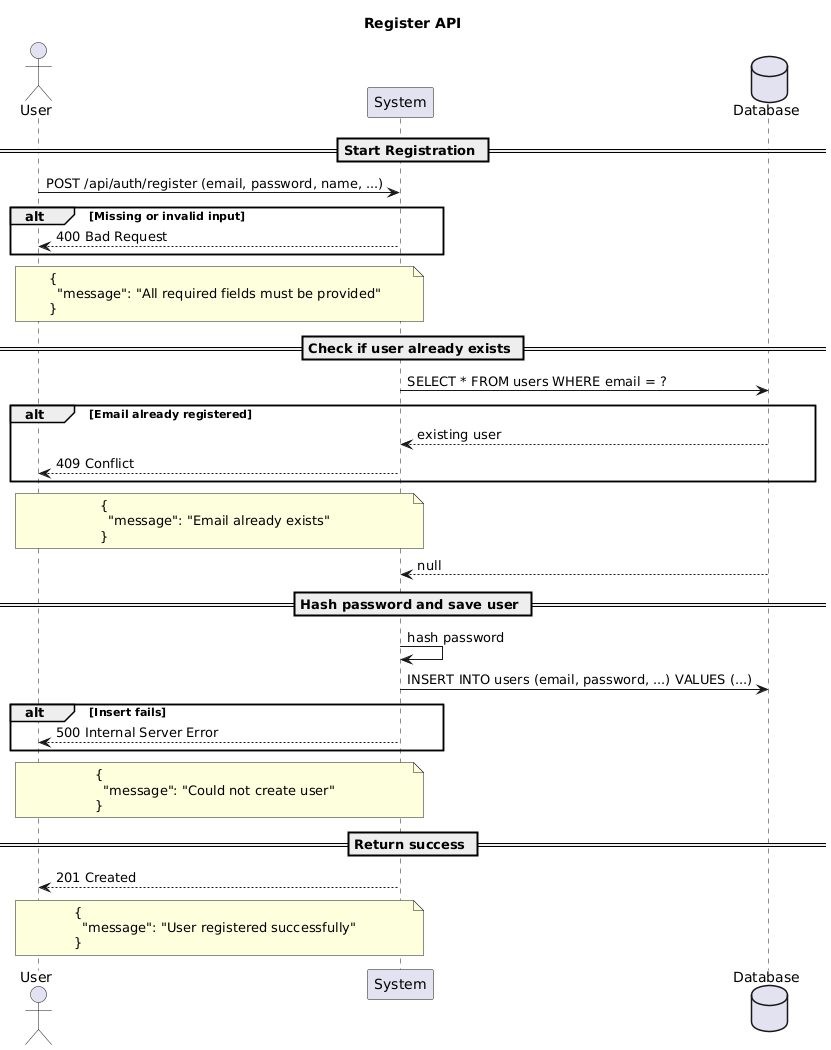 Register API
User
System
Database
Start Registration
POST /api/auth/register (email, password, name, ...)
alt
[Missing or invalid input]
400 Bad Request
{
"message": "All required fields must be provided"
}
Check if user already exists
SELECT * FROM users WHERE email = ?
alt
[Email already registered]
existing user
409 Conflict
{
"message": "Email already exists"
}
null
Hash password and save user
hash password
INSERT INTO users (email, password, ...) VALUES (...)
alt
[Insert fails]
500 Internal Server Error
{
"message": "Could not create user"
}
Return success
201 Created
{
"message": "User registered successfully"
}
User
System
Database